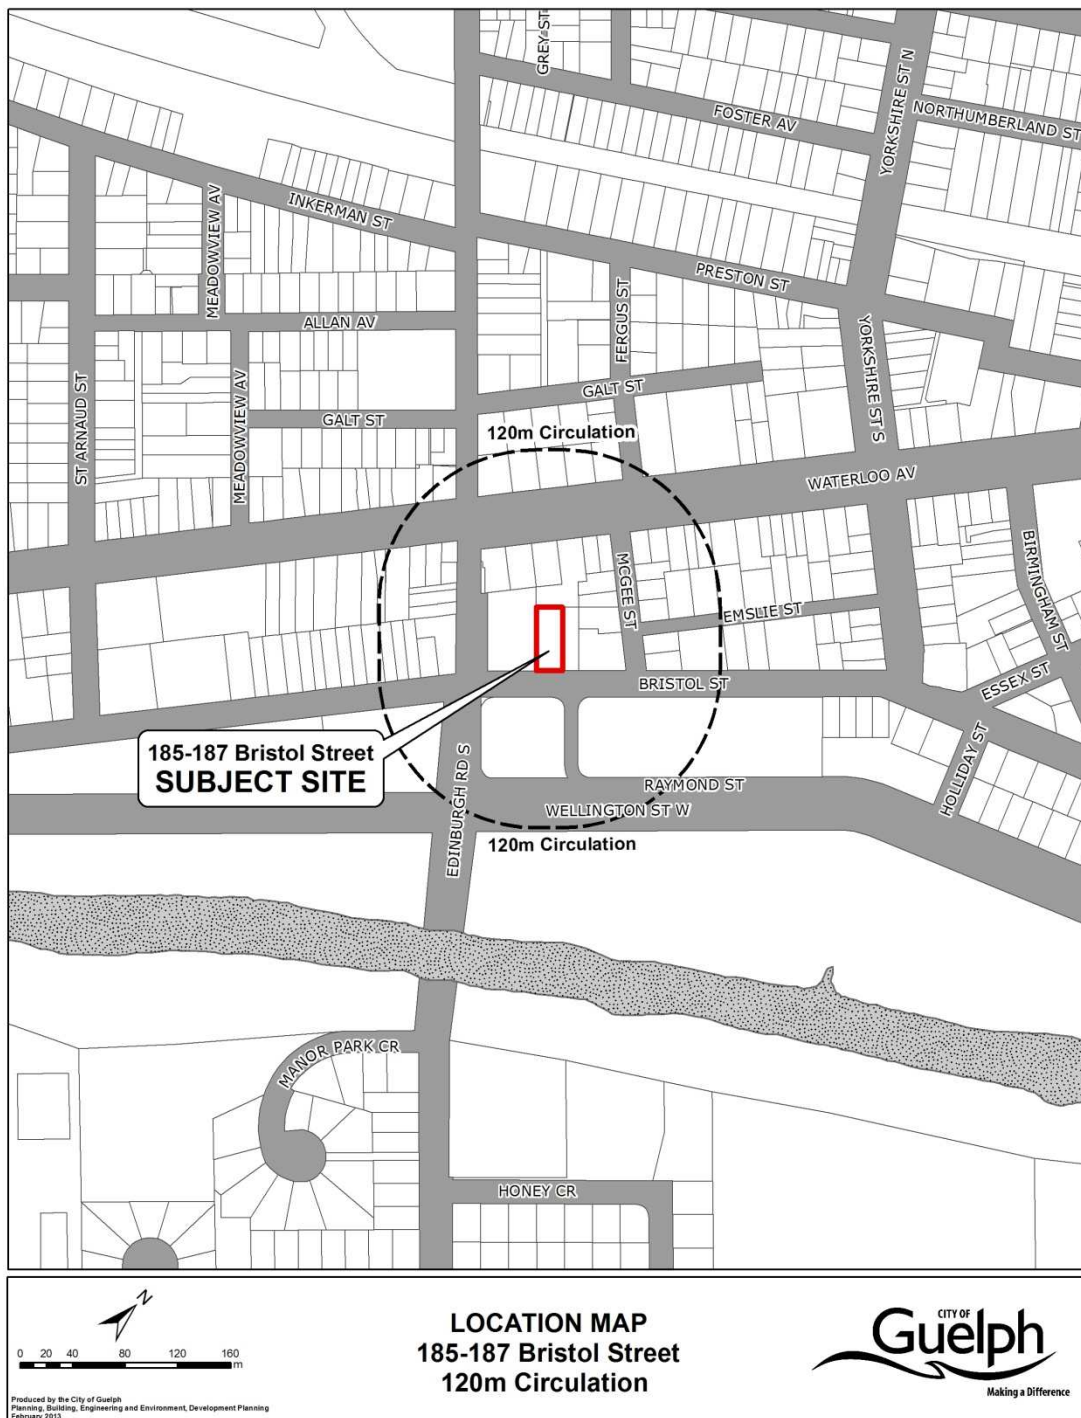 GREY ST
YORKSHIRE ST N
FOSTER AV
NORTHUMBERLAND ST
INKERMAN ST
MEADOWVIEW AV
PRESTON ST
ALLAN AV
FERGUS ST
YORKSHIRE ST S
ST ARNAUD ST
MEADOWVIEW AV
GALT ST
GALT ST
120m Circulation
WATERLOO AV
BIRMINGHAM ST
MCGEE ST
EMSLIE ST
BRISTOL ST
ESSEX ST
185-187 Bristol Street
SUBJECT SITE
EDINBURGH RD S
RAYMOND ST
HOLLIDAY ST
WELLINGTON ST W
120m Circulation
MANOR PARK CR
HONEY CR
N
0 20 40 80 120 160
m
Produced by the City of Guelph
Planning, Building, Engineering and Environment, Development Planning
February 2013
LOCATION MAP
185-187 Bristol Street
120m Circulation
CITY OF
Guelph
Making a Difference